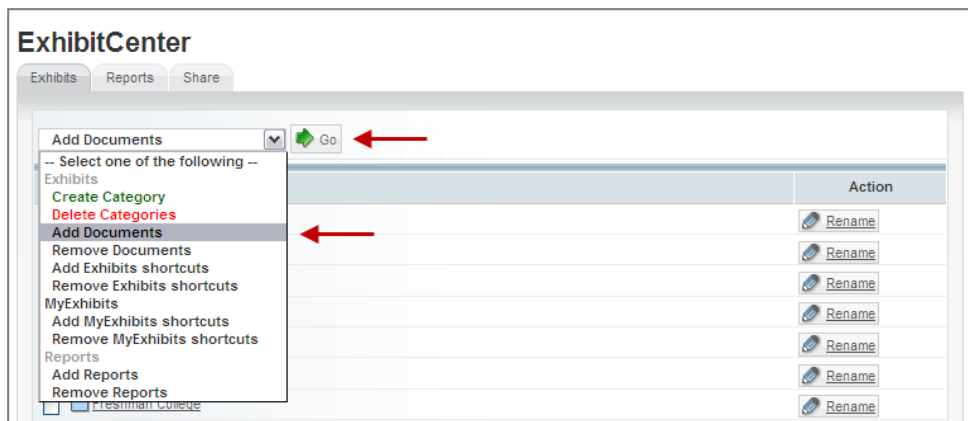 ExhibitCenter
Exhibits Reports Share
Add Documents Go
-- Select one of the following --
Exhibits
Create Category
Delete Categories
Add Documents
Remove Documents
Add Exhibits shortcuts
Remove Exhibits shortcuts
MyExhibits
Add MyExhibits shortcuts
Remove MyExhibits shortcuts
Reports
Add Reports
Remove Reports
Freshman College
Action
Rename
Rename
Rename
Rename
Rename
Rename
Rename